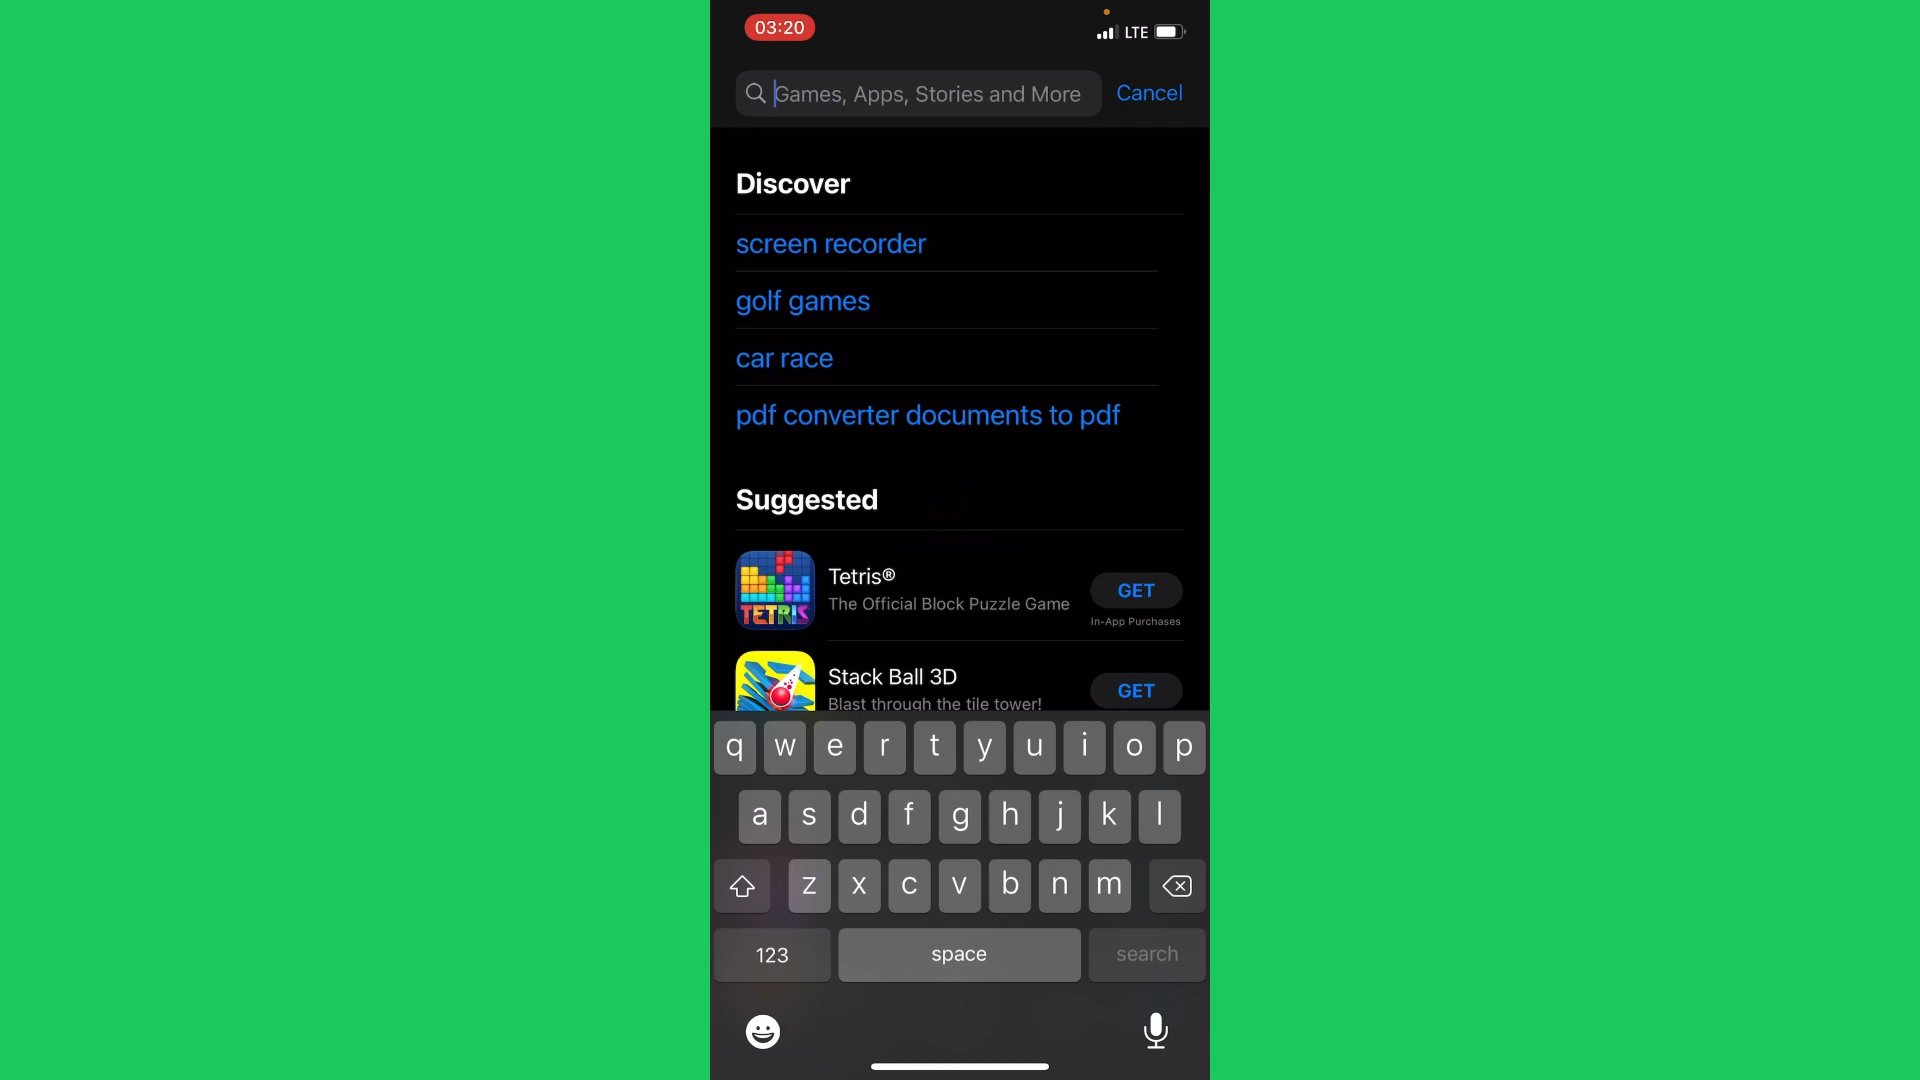 03:20
LTE
Games, Apps, Stories and More
Cancel
Discover
screen recorder
golf games
car race
pdf converter documents to pdf
Suggested
TETRIS
Tetris®
The Official Block Puzzle Game
GET
In-App Purchases
Stack Ball 3D
Blast through the tile tower!
GET
q w e r t y u i o p
a s d f g h j k l
z x c v b n m
123 space search